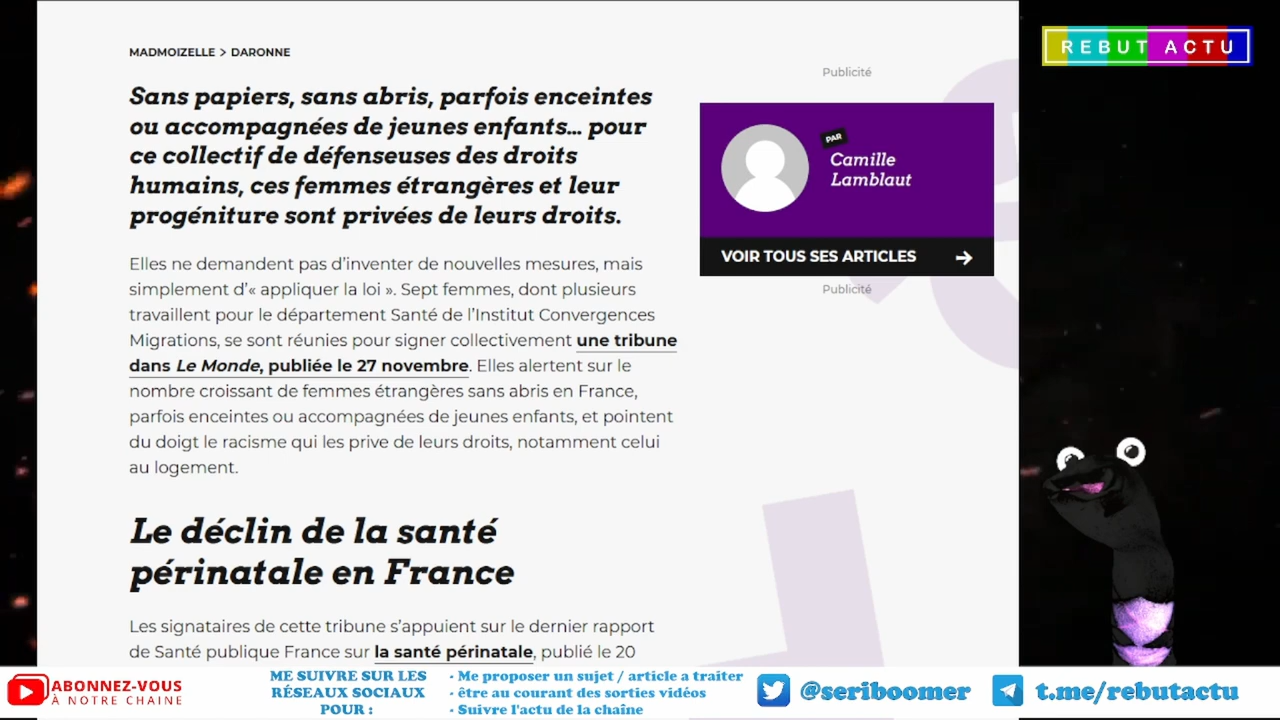 MADMOIZELLE > DARONNE
Sans papiers, sans abris, parfois enceintes
ou accompagnées de jeunes enfants… pour
ce collectif de défenseuses des droits
humains, ces femmes étrangères et leur
progéniture sont privées de leurs droits.
Elles ne demandent pas d'inventer de nouvelles mesures, mais
simplement d'« appliquer la loi ». Sept femmes, dont plusieurs
travaillent pour le département Santé de l'Institut Convergences
Migrations, se sont réunies pour signer collectivement une tribune
dans Le Monde, publiée le 27 novembre. Elles alertent sur le
nombre croissant de femmes étrangères sans abris en France,
parfois enceintes ou accompagnées de jeunes enfants, et pointent
du doigt le racisme qui les prive de leurs droits, notamment celui
au logement.
Le déclin de la santé
périnatale en France
Les signataires de cette tribune s'appuient sur le dernier rapport
de Santé publique France sur la santé périnatale, publié le 20
Publicité
PAR
Camille
Lamblaut
VOIR TOUS SES ARTICLES →
Publicité
REBUT ACTU
ABONNEZ-VOUS
À NOTRE CHAINE
ME SUIVRE SUR LES
RÉSEAUX SOCIAUX
POUR :
• Me proposer un sujet / article a traiter
• être au courant des sorties vidéos
• Suivre l'actu de la chaîne
@seriboomer
t.me/rebutactu